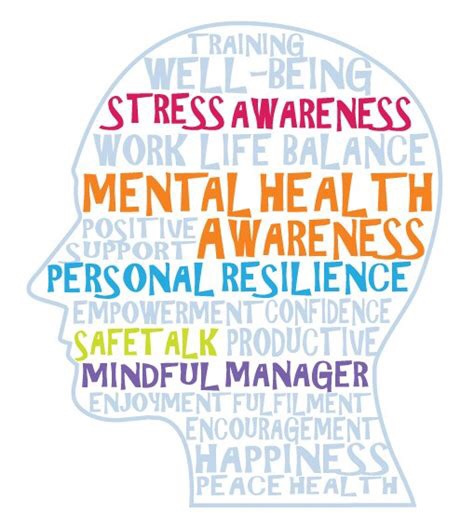 TRAINING
WELL-BEING
STRESS AWARENESS
WORK LIFE BALANCE
MENTAL HEALTH
POSITIVE
SUPPORT
AWARENESS
PERSONAL RESILIENCE
EMPOWERMENT CONFIDENCE
SAFETALK PRODUCTIVE
MINDFUL MANAGER
ENJOYMENT FULFILMENT
ENCOURAGEMENT
HAPPINESS
PEACE HEALTH